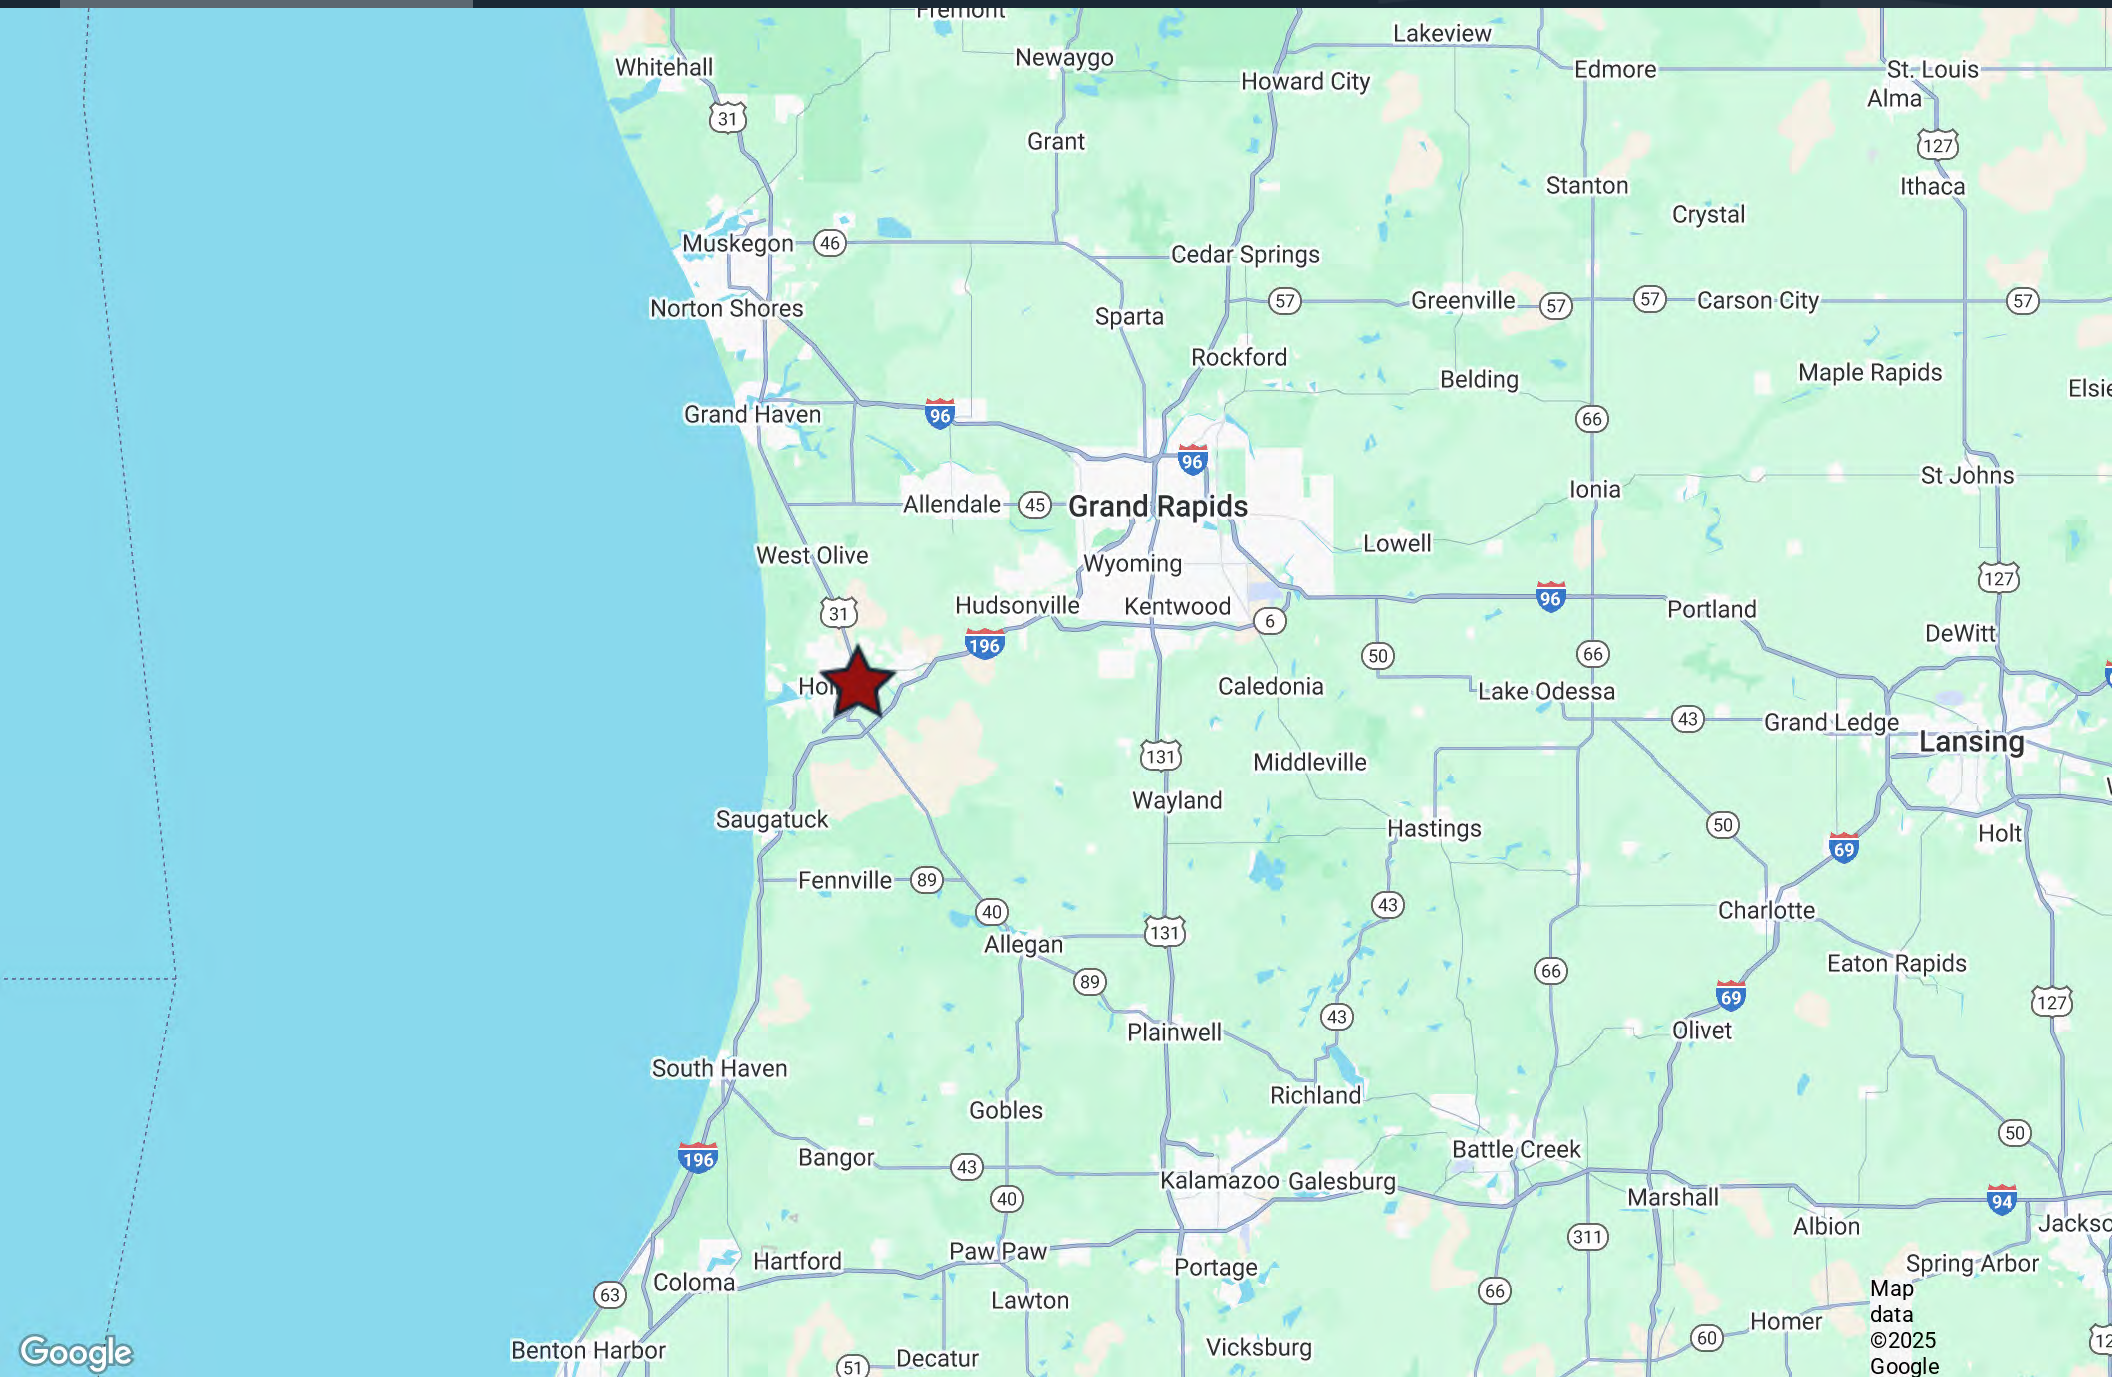 Fremont
Newaygo
Lakeview
Whitehall
Howard City
Edmore
St. Louis
Alma
31
Grant
127
Stanton
Ithaca
Crystal
Muskegon
46
Cedar Springs
57
Greenville
57
57
Carson City
57
Norton Shores
Sparta
Rockford
Belding
Maple Rapids
Elsie
Grand Haven
96
66
96
St Johns
Ionia
Allendale
45
Grand Rapids
Lowell
West Olive
Wyoming
127
96
Hudsonville
Kentwood
Portland
31
6
DeWitt
196
50
66
Caledonia
Lake Odessa
43
Grand Ledge
Lansing
131
Middleville
Wayland
Saugatuck
Hastings
50
Holt
69
Fennville
89
43
Charlotte
40
131
Allegan
66
Eaton Rapids
89
69
127
43
Plainwell
Olivet
South Haven
Richland
Gobles
50
Battle Creek
196
Bangor
43
Kalamazoo
Galesburg
40
Marshall
94
Albion
311
Paw Paw
Hartford
Portage
Spring Arbor
Coloma
63
Lawton
66
Map
data
©2025
Google
Homer
60
Vicksburg
Benton Harbor
Decatur
51
Google